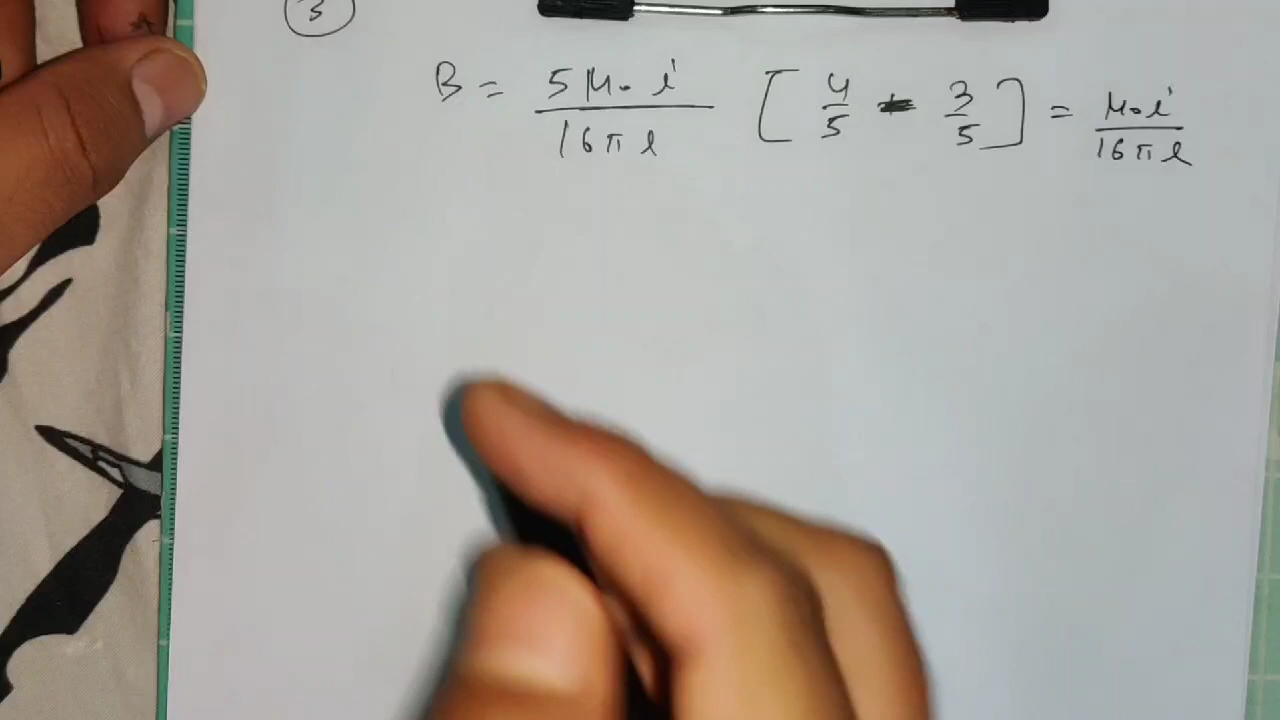 3
B = 5μ₀i / 16πl [ 4/5 - 3/5 ] = μ₀i / 16πl